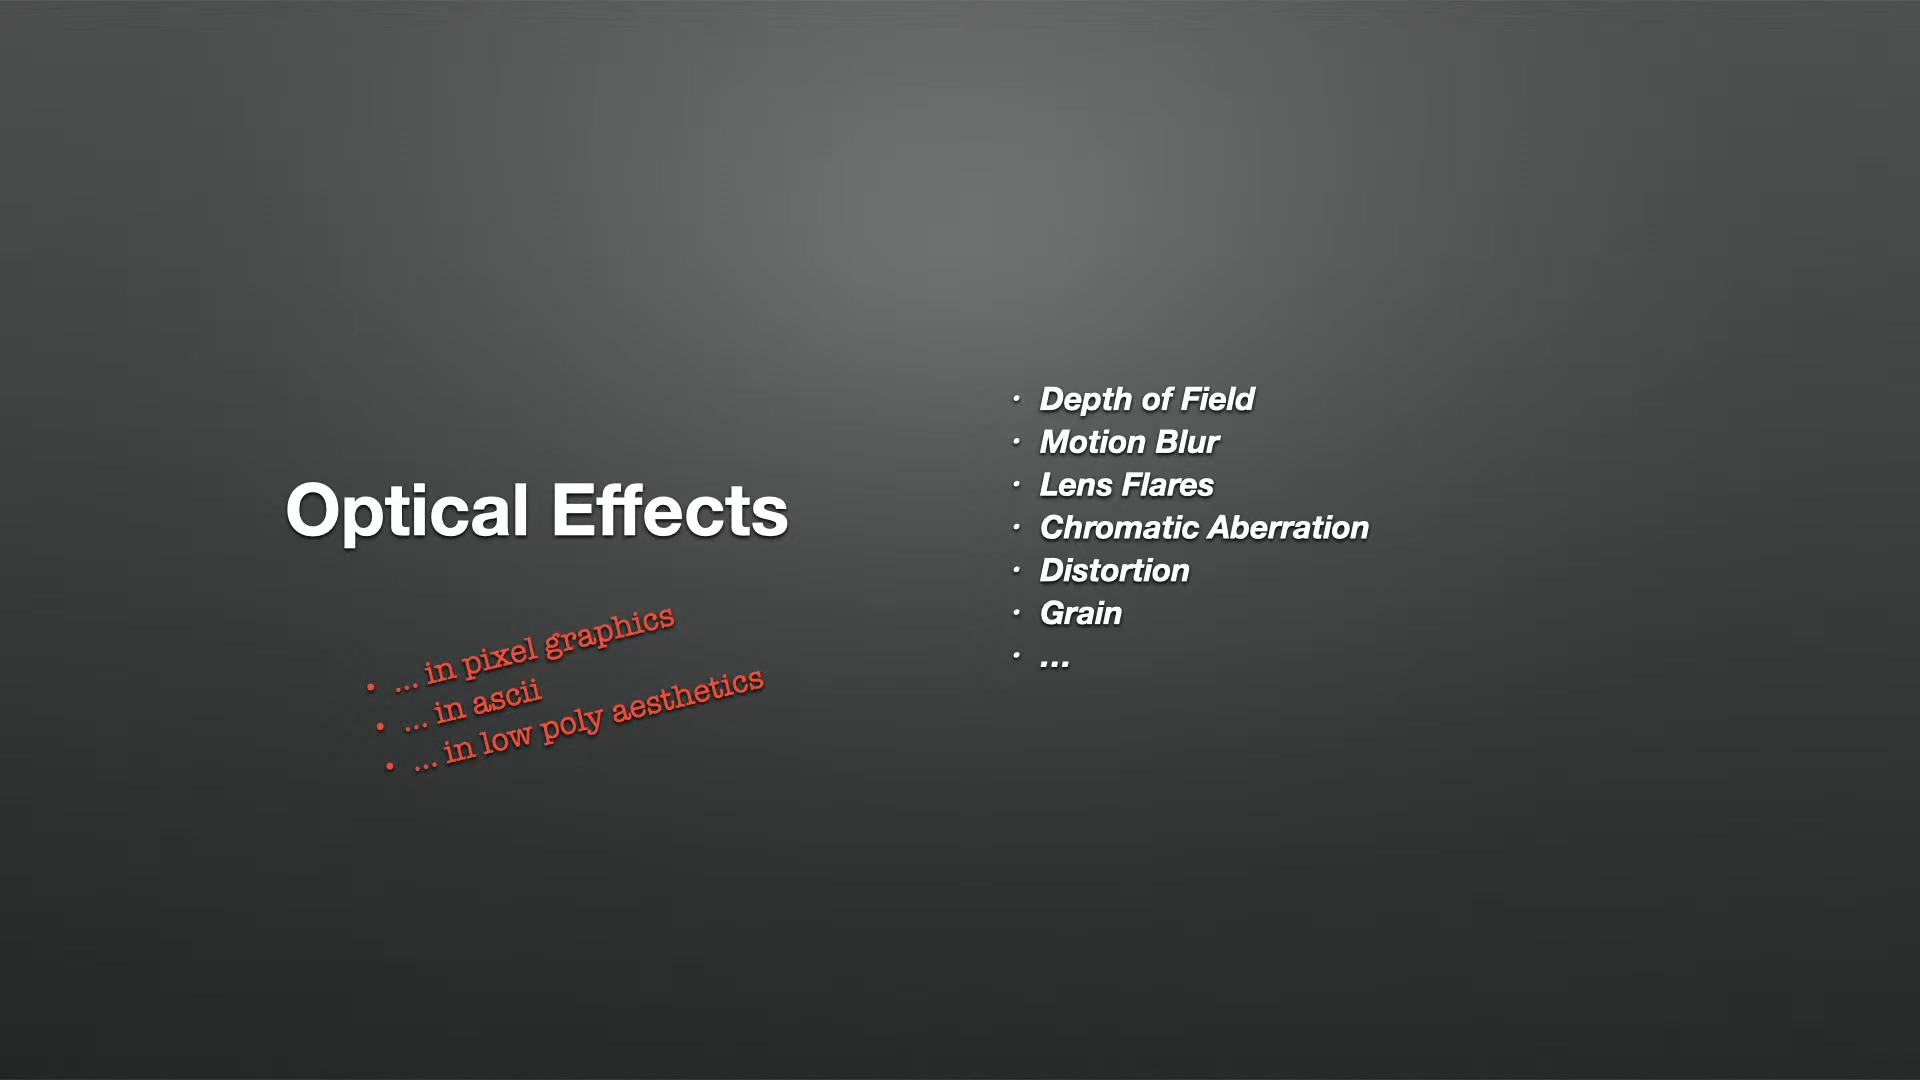 Optical Effects
• ... in pixel graphics
• ... in ascii
• ... in low poly aesthetics
• Depth of Field
• Motion Blur
• Lens Flares
• Chromatic Aberration
• Distortion
• Grain
• ...